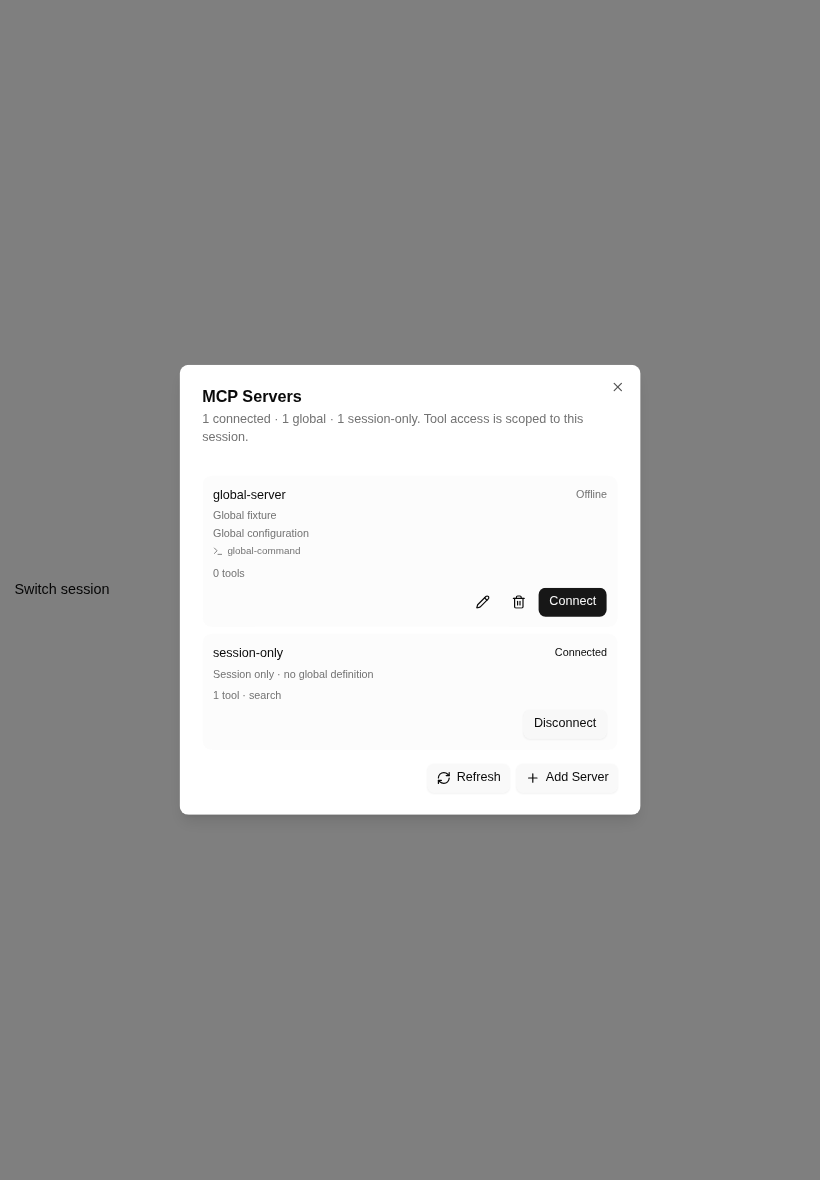 MCP Servers
1 connected · 1 global · 1 session-only. Tool access is scoped to this
session.
global-server
Offline
Global fixture
Global configuration
global-command
0 tools
Switch session
Connect
session-only
Connected
Session only · no global definition
1 tool · search
Disconnect
Refresh
Add Server